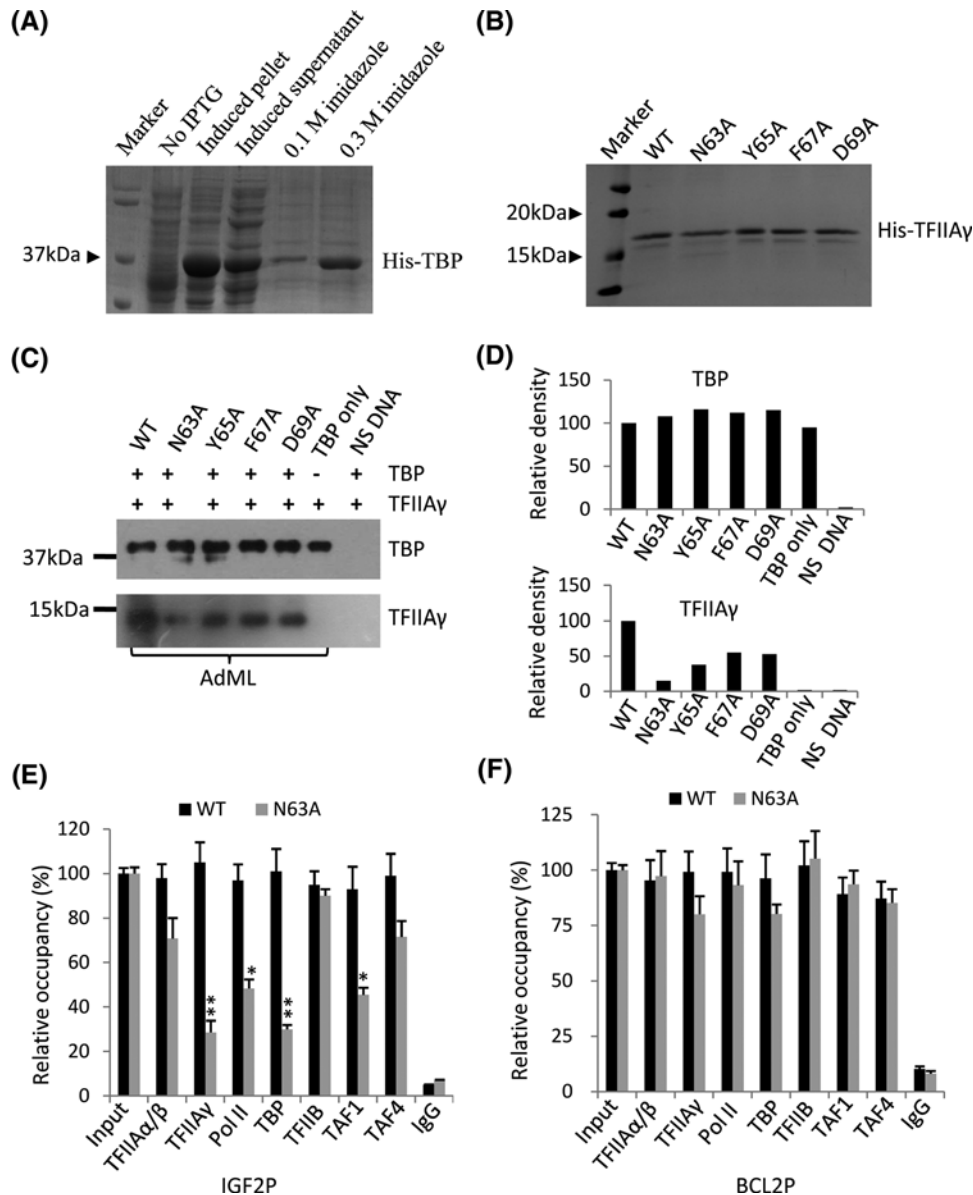 (A)
Marker
No IPTG
Induced pellet
Induced supernatant
0.1 M imidazole
0.3 M imidazole
37kDa
His-TBP
(B)
Marker
WT
N63A
Y65A
F67A
D69A
20kDa
15kDa
His-TFIIAγ
(C)
WT
N63A
Y65A
F67A
D69A
TBP only
NS DNA
+ + + + + - + TBP
+ + + + + + + TFIIAγ
37kDa
TBP
15kDa
TFIIAγ
AdML
(D)
TBP
Relative density
150
100
50
0
WT
N63A
Y65A
F67A
D69A
TBP only
NS DNA
TFIIAγ
Relative density
150
100
50
0
WT
N63A
Y65A
F67A
D69A
TBP only
NS DNA
(E)
WT N63A
Relative occupancy (%)
120
100
80
60
40
20
0
**
*
**
*
Input
TFIIAα/β
TFIIAγ
Pol II
TBP
TFIIB
TAF1
TAF4
IgG
IGF2P
(F)
WT N63A
Relative occupancy (%)
125
100
75
50
25
0
Input
TFIIAα/β
TFIIAγ
Pol II
TBP
TFIIB
TAF1
TAF4
IgG
BCL2P